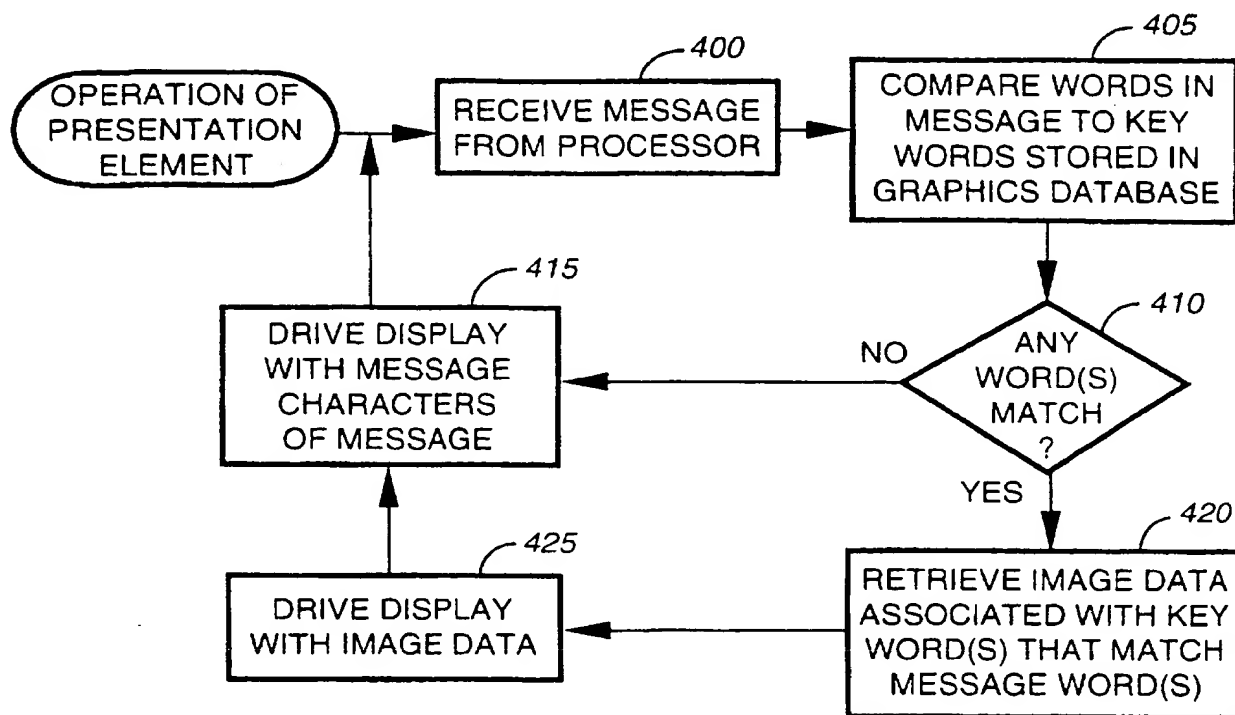 OPERATION OF
PRESENTATION
ELEMENT
400
RECEIVE MESSAGE
FROM PROCESSOR
405
COMPARE WORDS IN
MESSAGE TO KEY
WORDS STORED IN
GRAPHICS DATABASE
410
ANY
WORD(S)
MATCH
?
NO
YES
415
DRIVE DISPLAY
WITH MESSAGE
CHARACTERS
OF MESSAGE
420
RETRIEVE IMAGE DATA
ASSOCIATED WITH KEY
WORD(S) THAT MATCH
MESSAGE WORD(S)
425
DRIVE DISPLAY
WITH IMAGE DATA